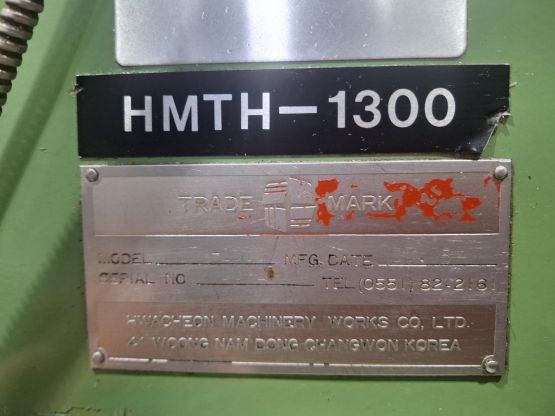 HMTH-1300
TRADE MARK
MODEL MFG. DATE
SERIAL NO TEL (0551) 82-2161
HWACHEON MACHINERY WORKS CO, LTD.
41 WOONG NAM DONG CHANGWON KOREA